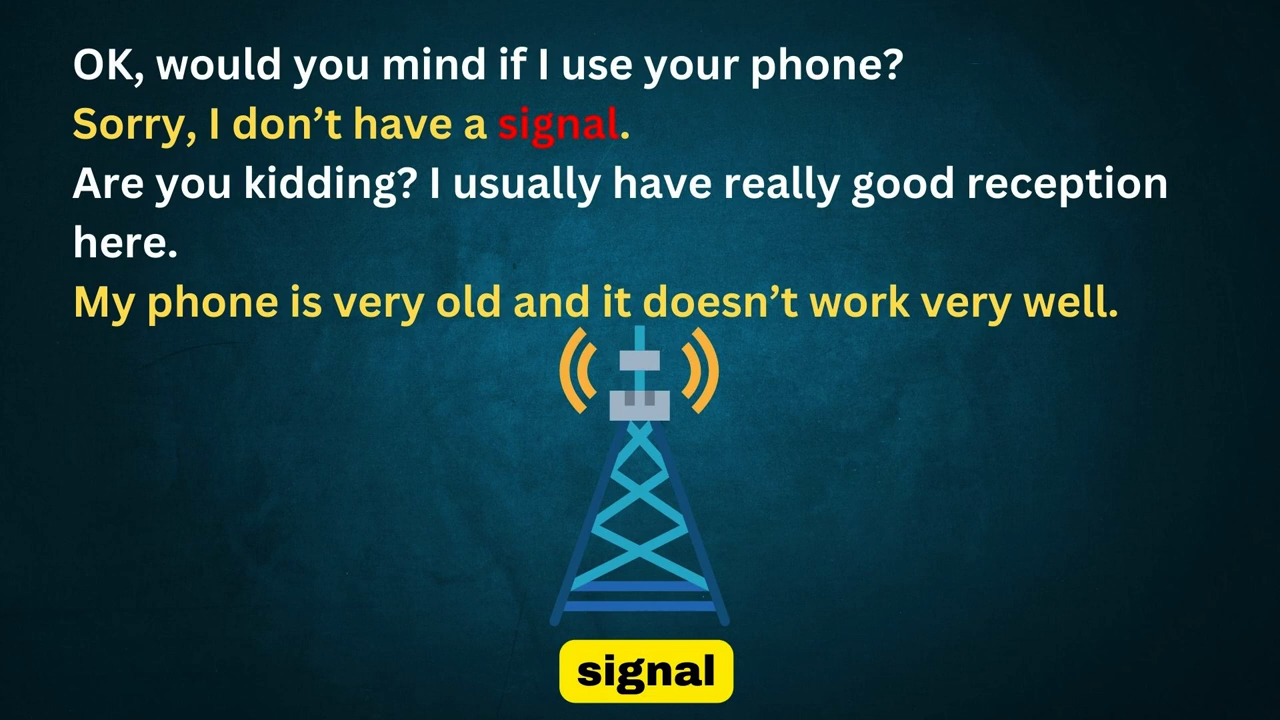 OK, would you mind if I use your phone?
Sorry, I don’t have a signal.
Are you kidding? I usually have really good reception
here.
My phone is very old and it doesn’t work very well.
signal